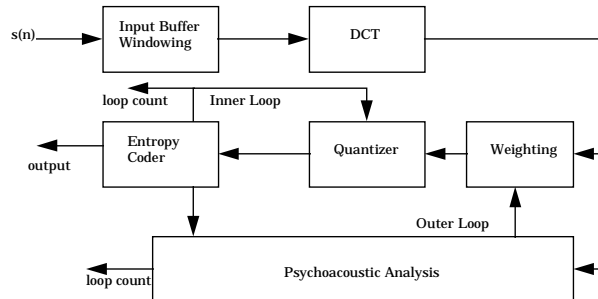 s(n)
Input Buffer
Windowing
DCT
loop count
Inner Loop
output
Entropy
Coder
Quantizer
Weighting
Outer Loop
loop count
Psychoacoustic Analysis